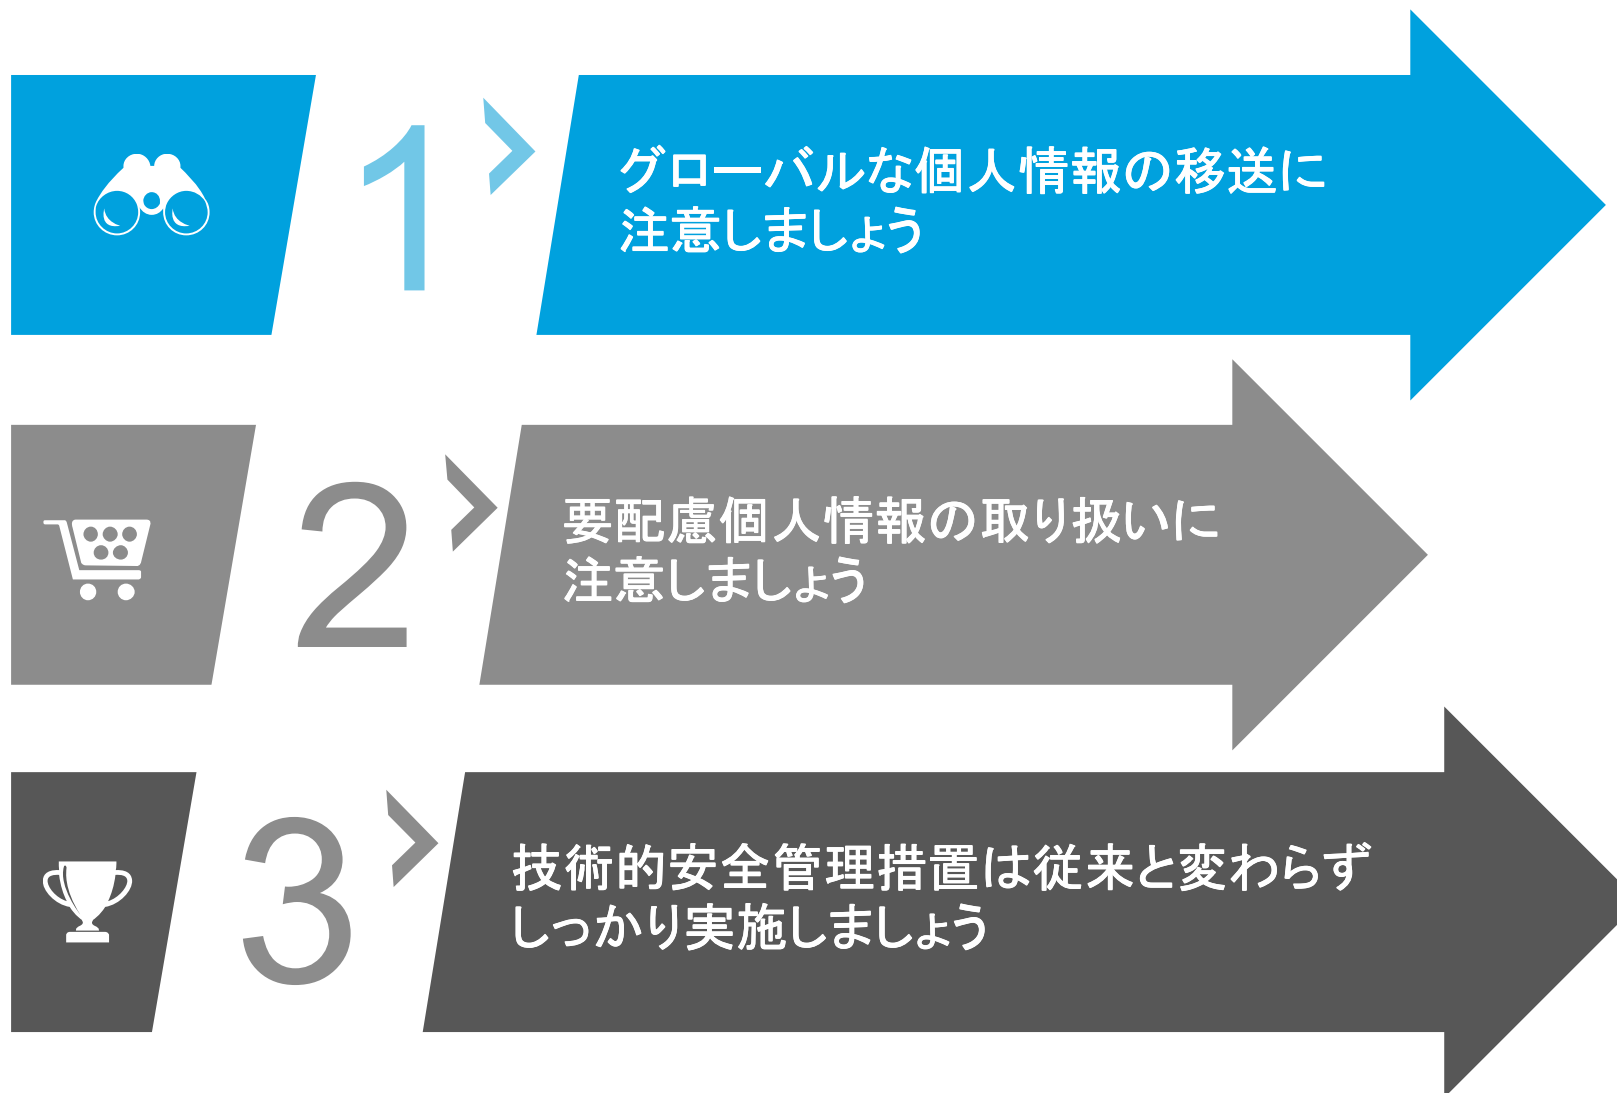 1
グローバルな個人情報の移送に
注意しましょう
2
要配慮個人情報の取り扱いに
注意しましょう
3
技術的安全管理措置は従来と変わらず
しっかり実施しましょう